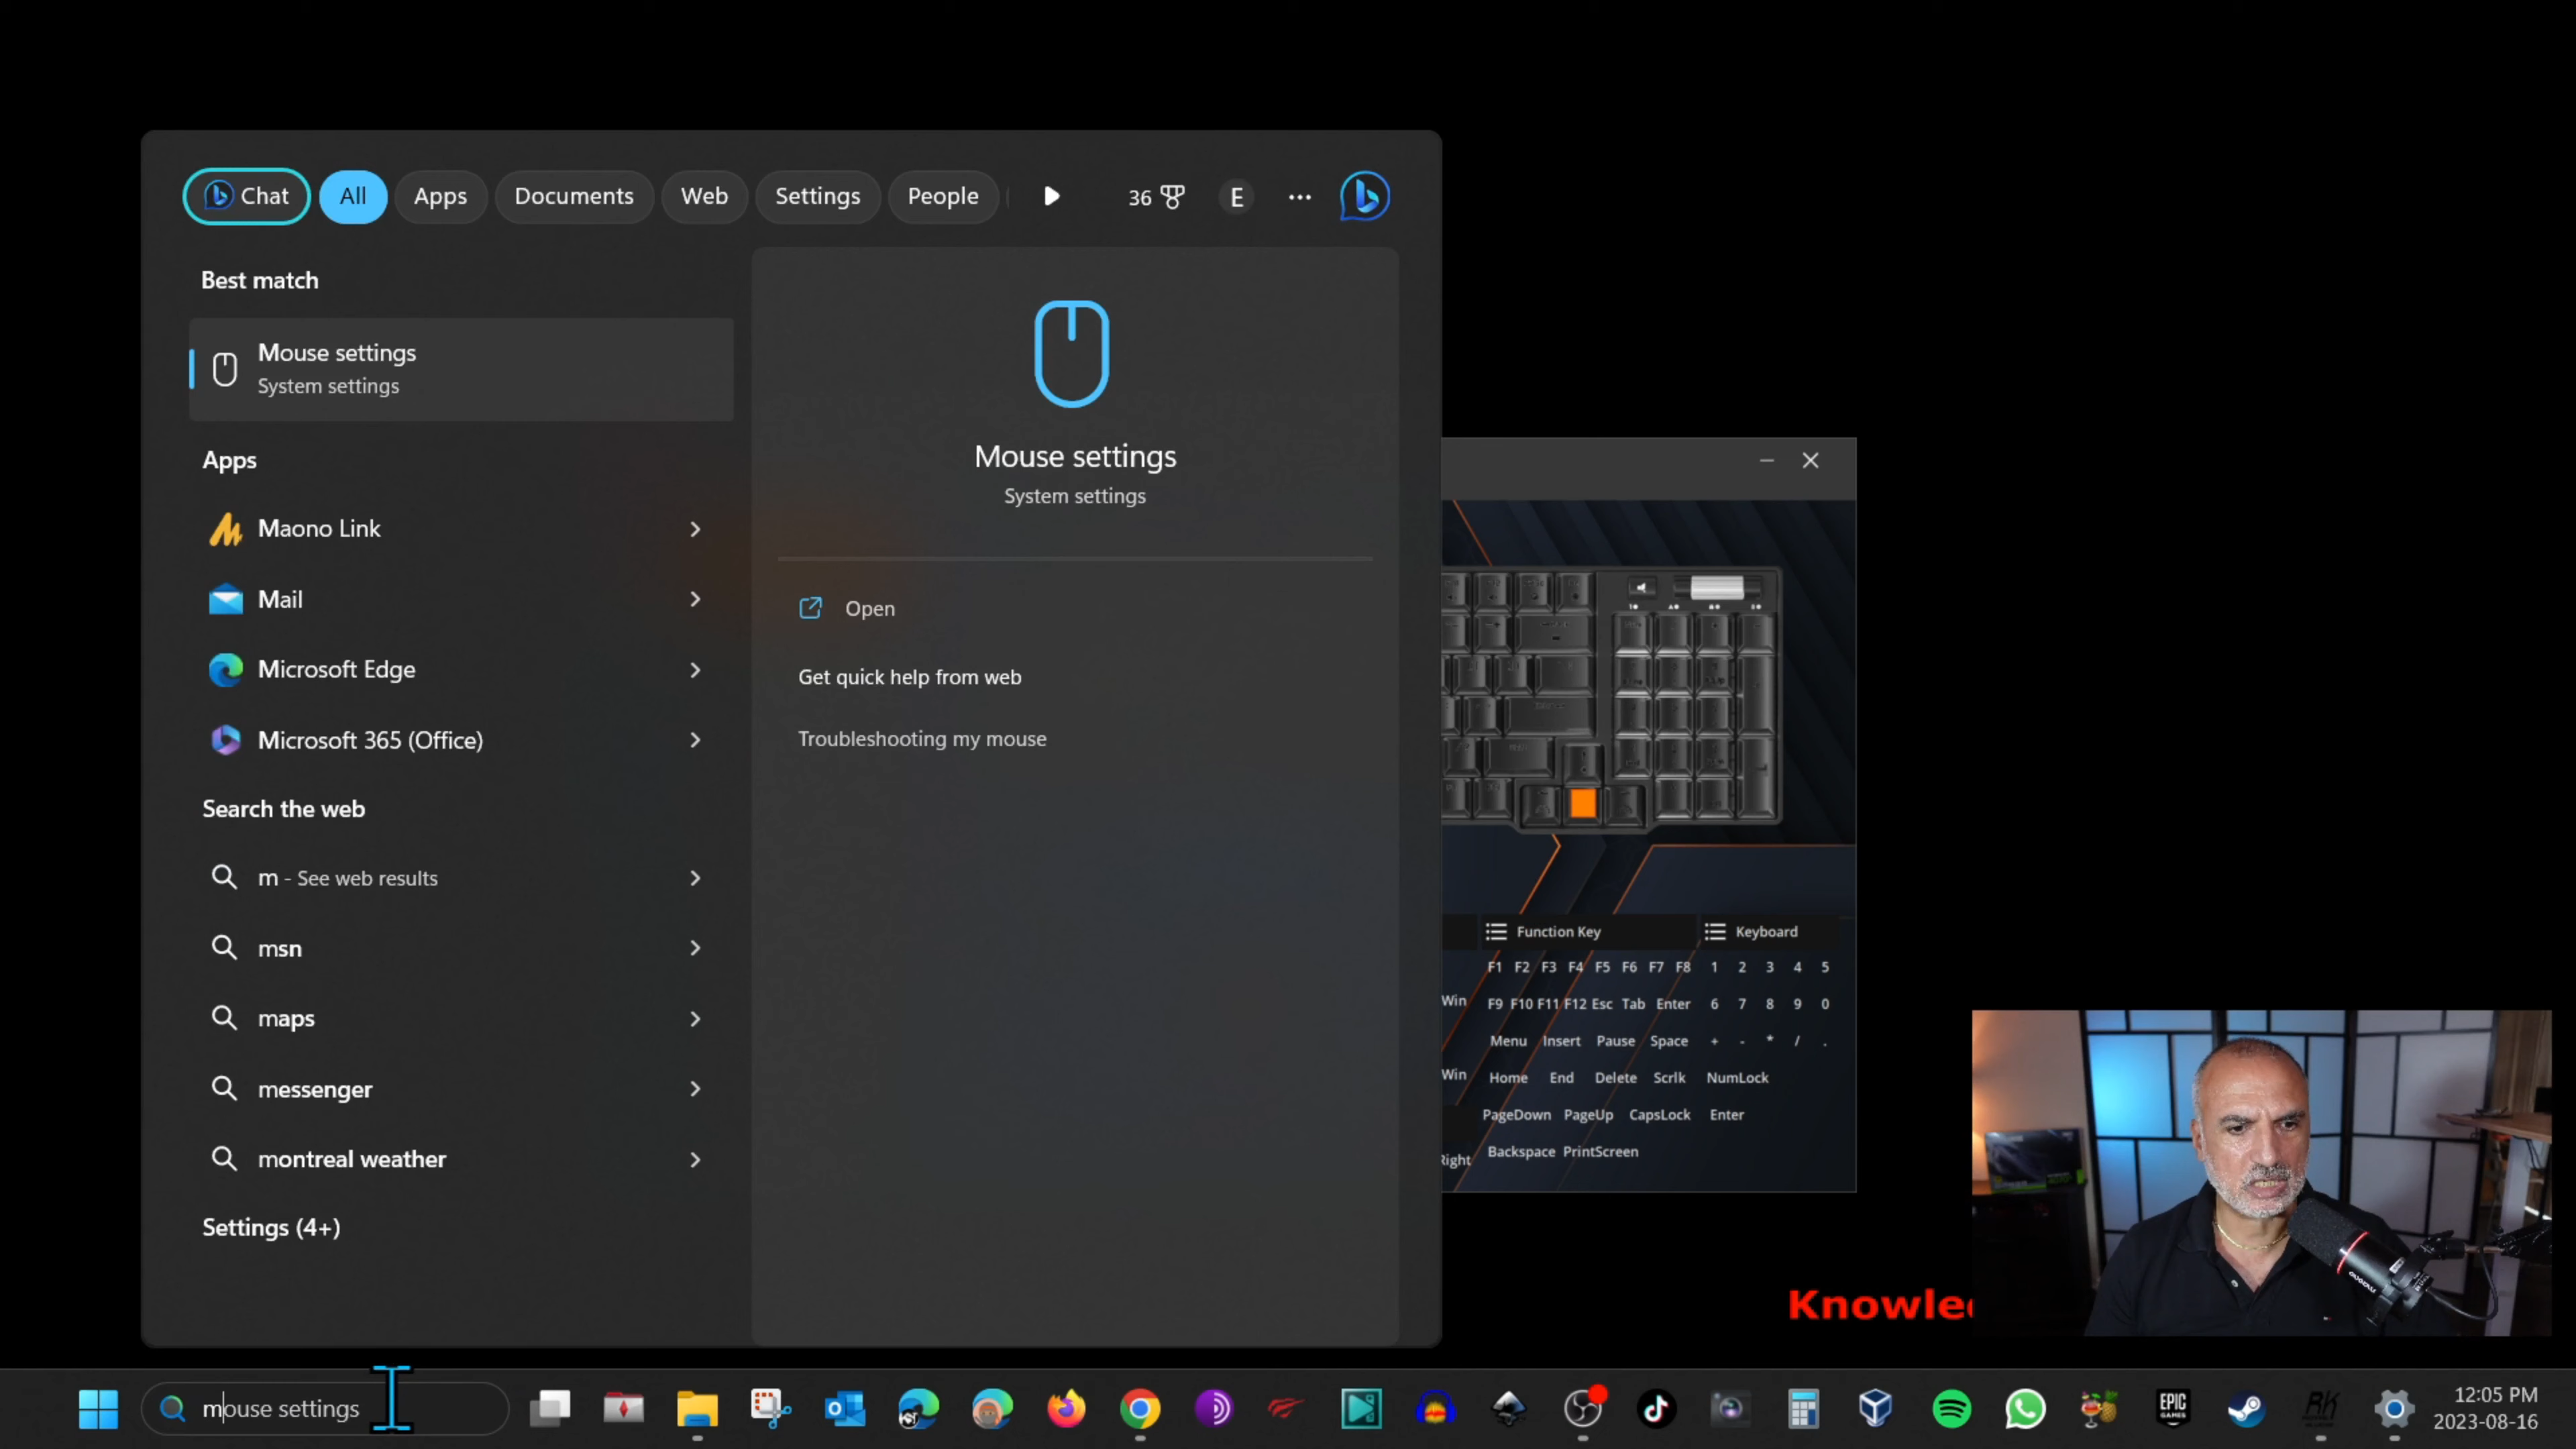 Chat All Apps Documents Web Settings People 36 E
Best match
Mouse settings
System settings
Apps
Maono Link
Mail
Microsoft Edge
Microsoft 365 (Office)
Search the web
m - See web results
msn
maps
messenger
montreal weather
Settings (4+)
Mouse settings
System settings
Open
Get quick help from web
Troubleshooting my mouse
Function Key Keyboard
F1 F2 F3 F4 F5 F6 F7 F8 1 2 3 4 5
Win F9 F10 F11 F12 Esc Tab Enter 6 7 8 9 0
Menu Insert Pause Space + - * / .
Win Home End Delete Scrlk NumLock
PageDown PageUp CapsLock Enter
Right Backspace PrintScreen
Knowle
mouse settings
EPIC
GAMES
RK
12:05 PM
2023-08-16